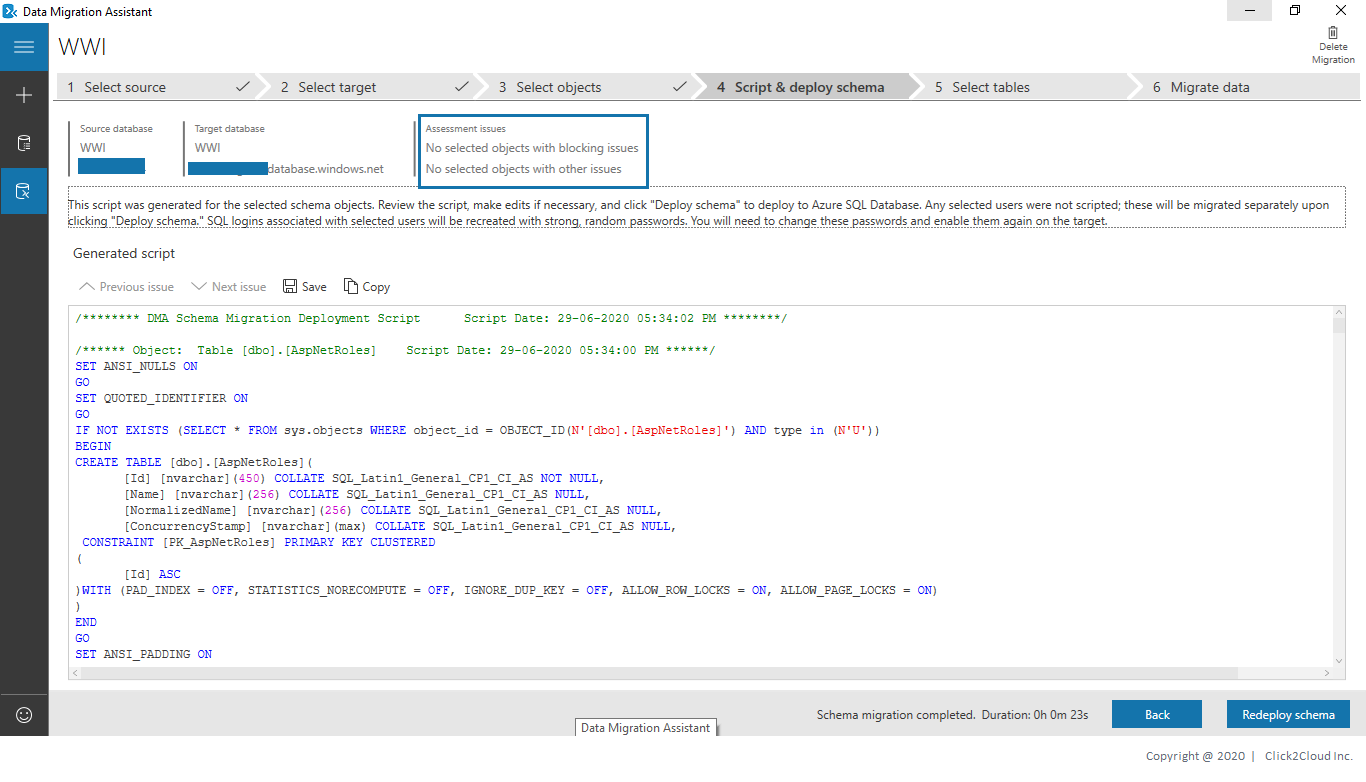 Data Migration Assistant
WWI
Delete
Migration
1 Select source
2 Select target
3 Select objects
4 Script & deploy schema
5 Select tables
6 Migrate data
Source database
WWI
Target database
WWI
database.windows.net
Assessment issues
No selected objects with blocking issues
No selected objects with other issues
This script was generated for the selected schema objects. Review the script, make edits if necessary, and click "Deploy schema" to deploy to Azure SQL Database. Any selected users were not scripted; these will be migrated separately upon
clicking "Deploy schema." SQL logins associated with selected users will be recreated with strong, random passwords. You will need to change these passwords and enable them again on the target.
Generated script
Previous issue
Next issue
Save
Copy
/******** DMA Schema Migration Deployment Script      Script Date: 29-06-2020 05:34:02 PM ********/
/****** Object:  Table [dbo].[AspNetRoles]    Script Date: 29-06-2020 05:34:00 PM ******/
SET ANSI_NULLS ON
GO
SET QUOTED_IDENTIFIER ON
GO
IF NOT EXISTS (SELECT * FROM sys.objects WHERE object_id = OBJECT_ID(N'[dbo].[AspNetRoles]') AND type in (N'U'))
BEGIN
CREATE TABLE [dbo].[AspNetRoles](
[Id] [nvarchar](450) COLLATE SQL_Latin1_General_CP1_CI_AS NOT NULL,
[Name] [nvarchar](256) COLLATE SQL_Latin1_General_CP1_CI_AS NULL,
[NormalizedName] [nvarchar](256) COLLATE SQL_Latin1_General_CP1_CI_AS NULL,
[ConcurrencyStamp] [nvarchar](max) COLLATE SQL_Latin1_General_CP1_CI_AS NULL,
CONSTRAINT [PK_AspNetRoles] PRIMARY KEY CLUSTERED
(
[Id] ASC
)WITH (PAD_INDEX = OFF, STATISTICS_NORECOMPUTE = OFF, IGNORE_DUP_KEY = OFF, ALLOW_ROW_LOCKS = ON, ALLOW_PAGE_LOCKS = ON)
)
END
GO
SET ANSI_PADDING ON
Schema migration completed.  Duration: 0h 0m 23s
Back
Redeploy schema
Data Migration Assistant
Copyright @ 2020 | Click2Cloud Inc.